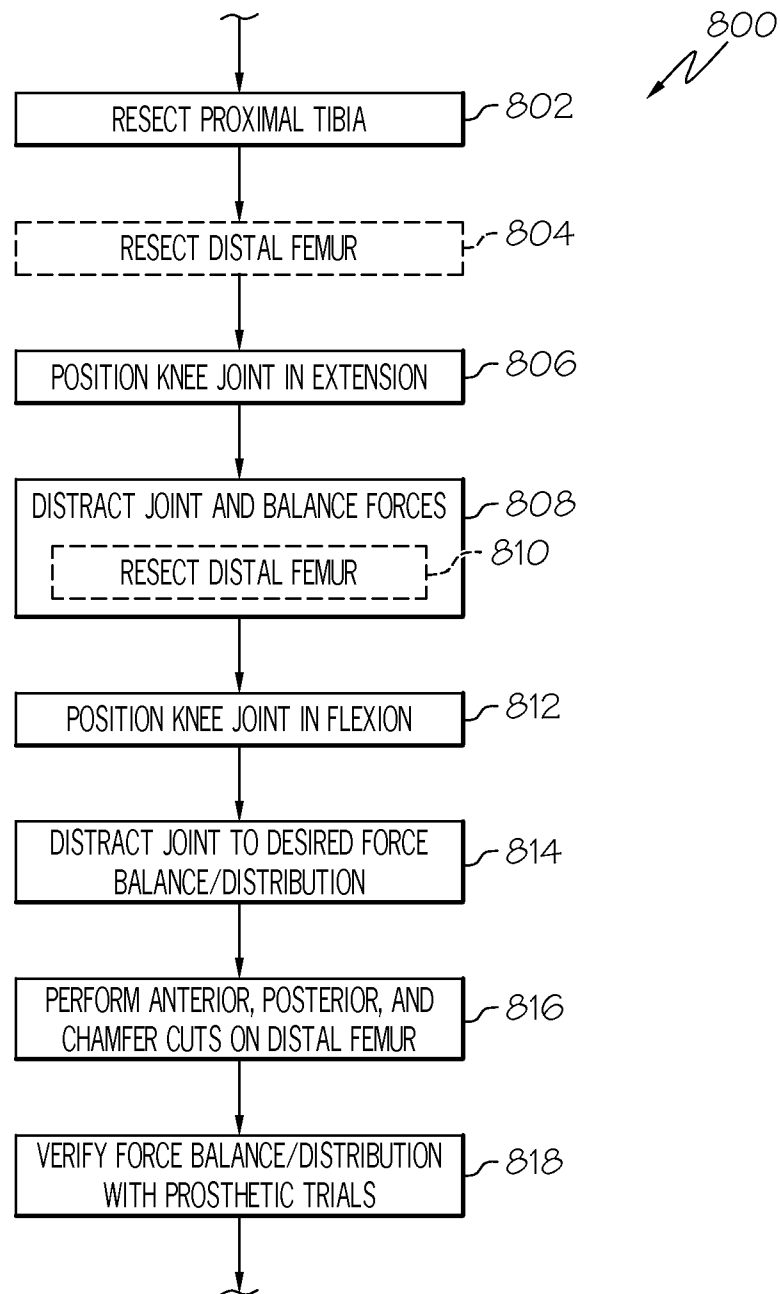 800
RESECT PROXIMAL TIBIA
802
RESECT DISTAL FEMUR
804
POSITION KNEE JOINT IN EXTENSION
806
DISTRACT JOINT AND BALANCE FORCES
808
RESECT DISTAL FEMUR
810
POSITION KNEE JOINT IN FLEXION
812
DISTRACT JOINT TO DESIRED FORCE
BALANCE/DISTRIBUTION
814
PERFORM ANTERIOR, POSTERIOR, AND
CHAMFER CUTS ON DISTAL FEMUR
816
VERIFY FORCE BALANCE/DISTRIBUTION
WITH PROSTHETIC TRIALS
818